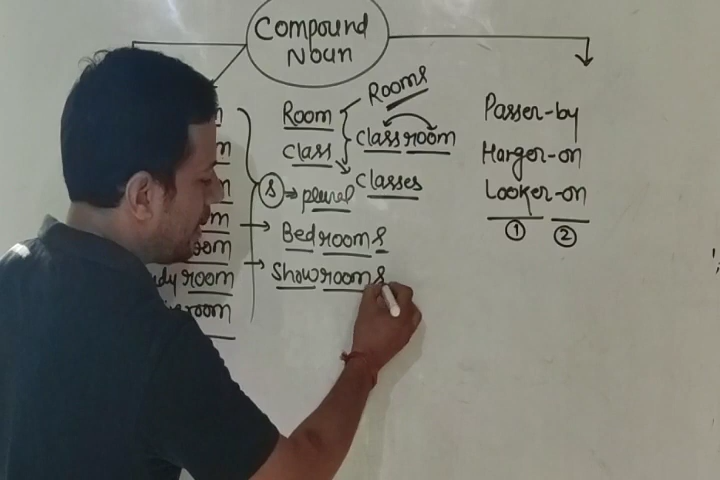 Compound
Noun
Room
Rooms
Class
Classroom
Classes
S plural
Bedrooms
Showrooms
room
Passer-by
Hanger-on
Looker-on
1 2